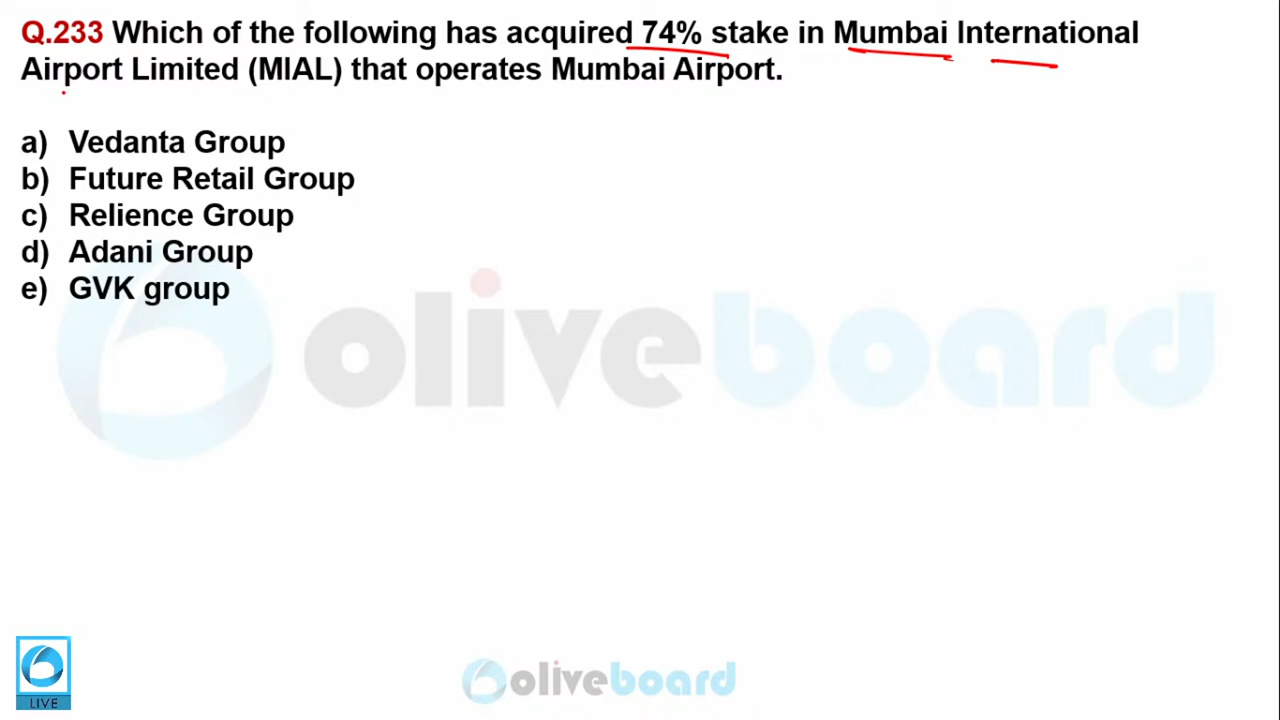 Q.233 Which of the following has acquired 74% stake in Mumbai International
Airport Limited (MIAL) that operates Mumbai Airport.
a) Vedanta Group
b) Future Retail Group
c) Relience Group
d) Adani Group
e) GVK group
oliveboard
LIVE
oliveboard